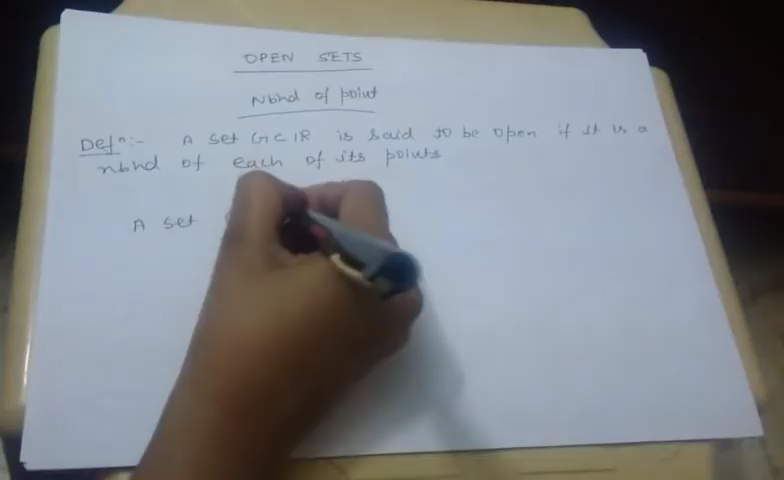 OPEN SETS
Nbhd of point
Defⁿ:- A set G ⊂ IR is said to be open if it is a
nbhd of each of its points
A set